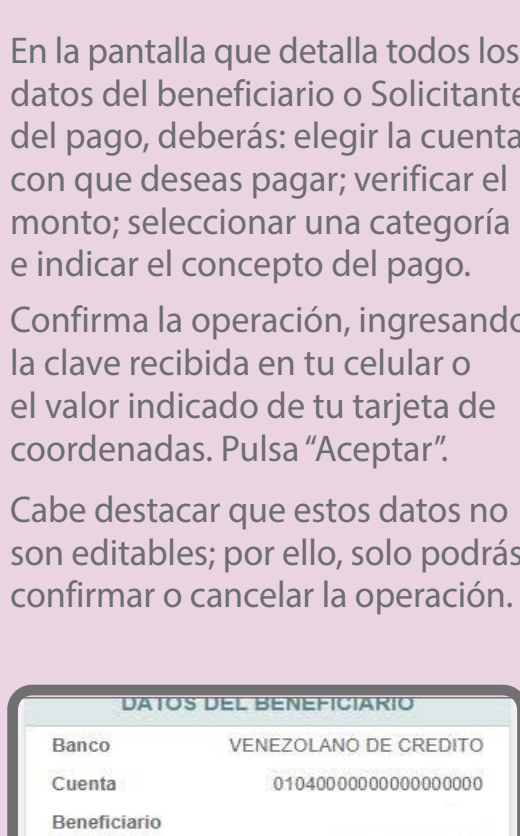 En la pantalla que detalla todos los
datos del beneficiario o Solicitante
del pago, deberás: elegir la cuenta
con que deseas pagar; verificar el
monto; seleccionar una categoría
e indicar el concepto del pago.
Confirma la operación, ingresando
la clave recibida en tu celular o
el valor indicado de tu tarjeta de
coordenadas. Pulsa “Aceptar”.
Cabe destacar que estos datos no
son editables; por ello, solo podrás
confirmar o cancelar la operación.
DATOS DEL BENEFICIARIO
Banco VENEZOLANO DE CREDITO
Cuenta 01040000000000000000
Beneficiario